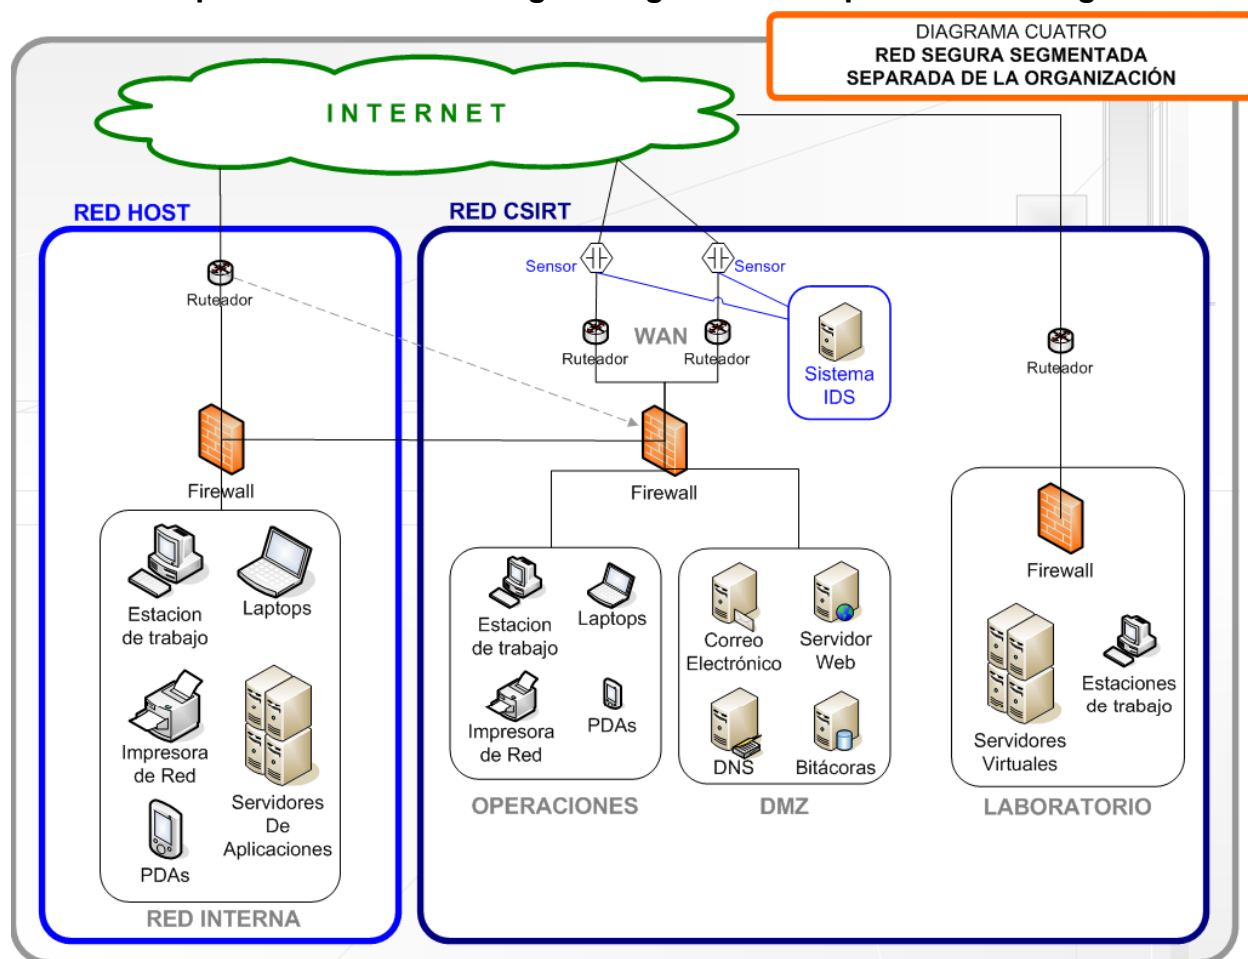 DIAGRAMA CUATRO
RED SEGURA SEGMENTADA
SEPARADA DE LA ORGANIZACIÓN
INTERNET
RED HOST
RED CSIRT
Ruteador
Sensor
Sensor
WAN
Ruteador
Ruteador
Sistema
IDS
Ruteador
Firewall
Firewall
Firewall
Estacion
de trabajo
Laptops
Impresora
de Red
Servidores
De
Aplicaciones
PDAs
RED INTERNA
Estacion
de trabajo
Laptops
Impresora
de Red
PDAs
OPERACIONES
Correo
Electrónico
Servidor
Web
DNS
Bitácoras
DMZ
Servidores
Virtuales
Estaciones
de trabajo
LABORATORIO